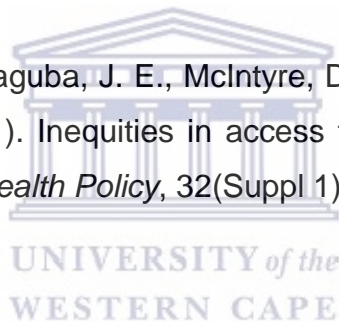 aguba, J. E., McIntyre, D
). Inequities in access
ealth Policy, 32(Suppl 1)
UNIVERSITY of the
WESTERN CAPE